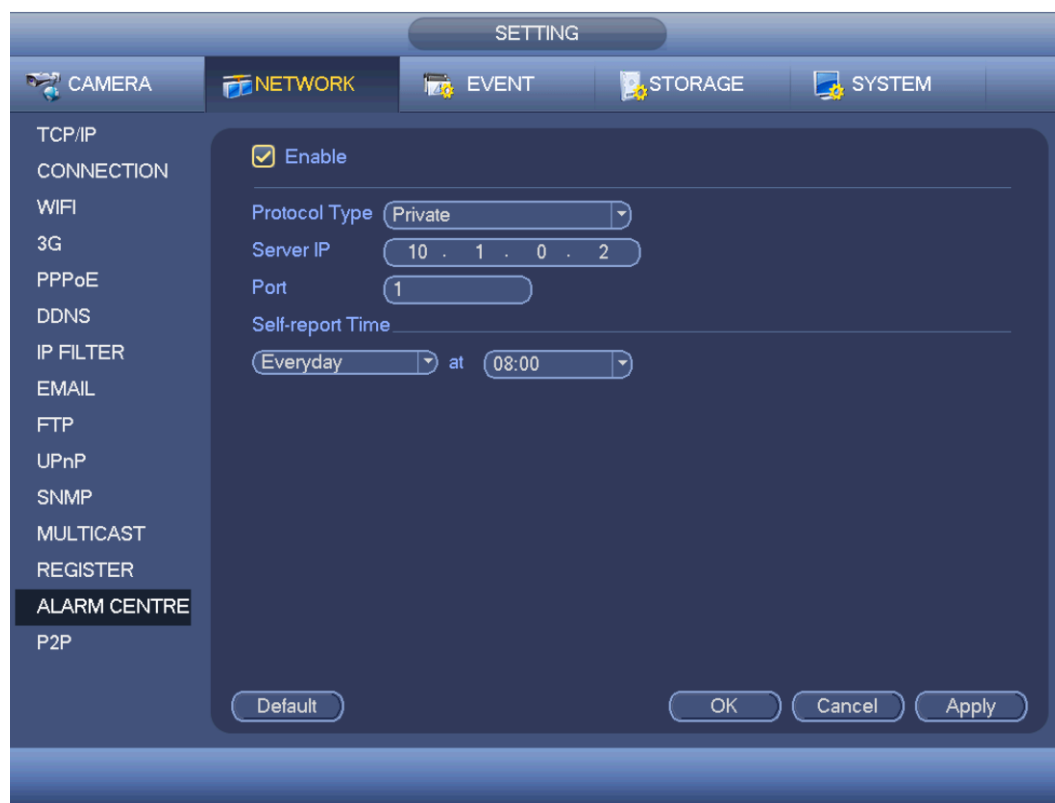 SETTING
CAMERA NETWORK EVENT STORAGE SYSTEM
TCP/IP
CONNECTION
WIFI
3G
PPPoE
DDNS
IP FILTER
EMAIL
FTP
UPnP
SNMP
MULTICAST
REGISTER
ALARM CENTRE
P2P
Enable
Protocol Type Private
Server IP 10 . 1 . 0 . 2
Port 1
Self-report Time
Everyday at 08:00
Default OK Cancel Apply